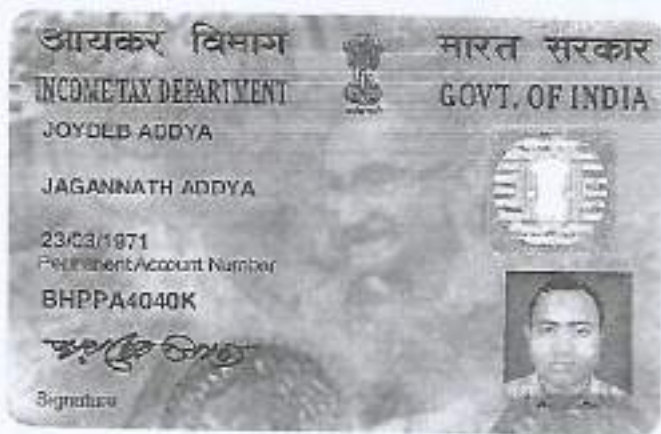 आयकर विभाग
भारत सरकार
INCOME TAX DEPARTMENT
GOVT. OF INDIA
JOYDEB ADDYA
JAGANNATH ADDYA
23/03/1971
Permanent Account Number
BHPPA4040K
Signature